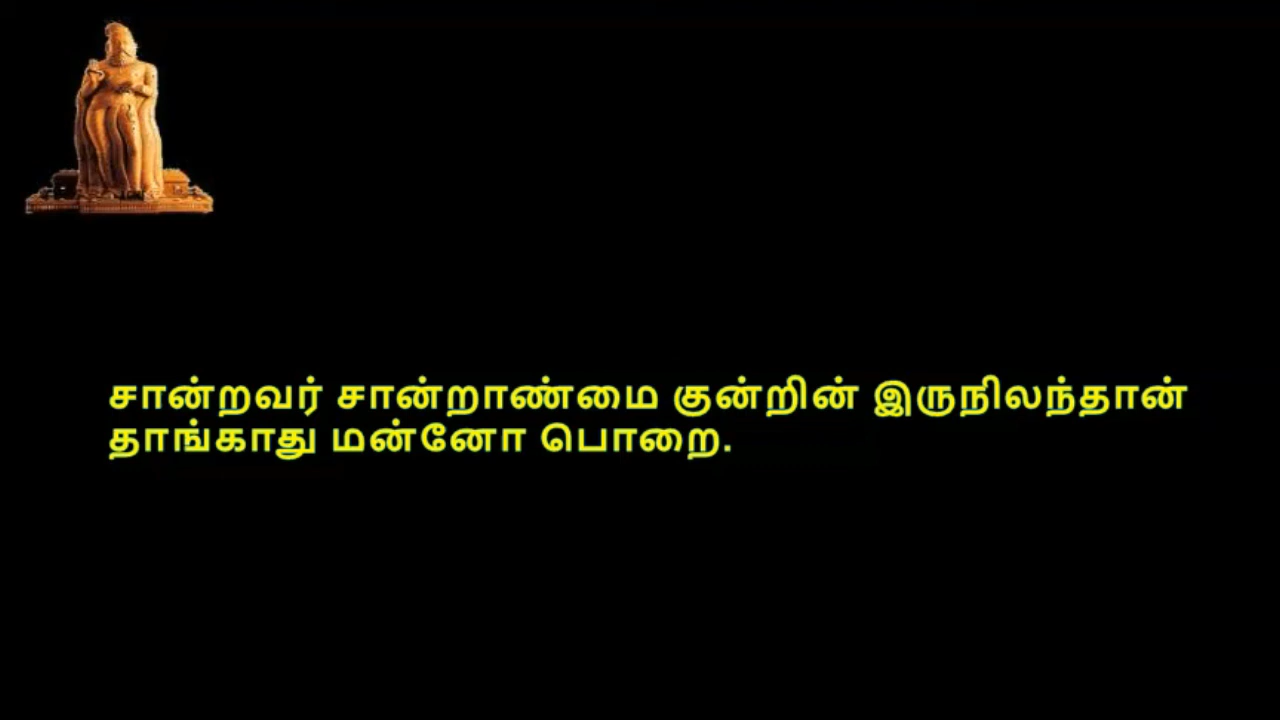 சான்றவர் சான்றாண்மை குன்றின் இருநிலந்தான்
தாங்காது மன்னோ பொறை.